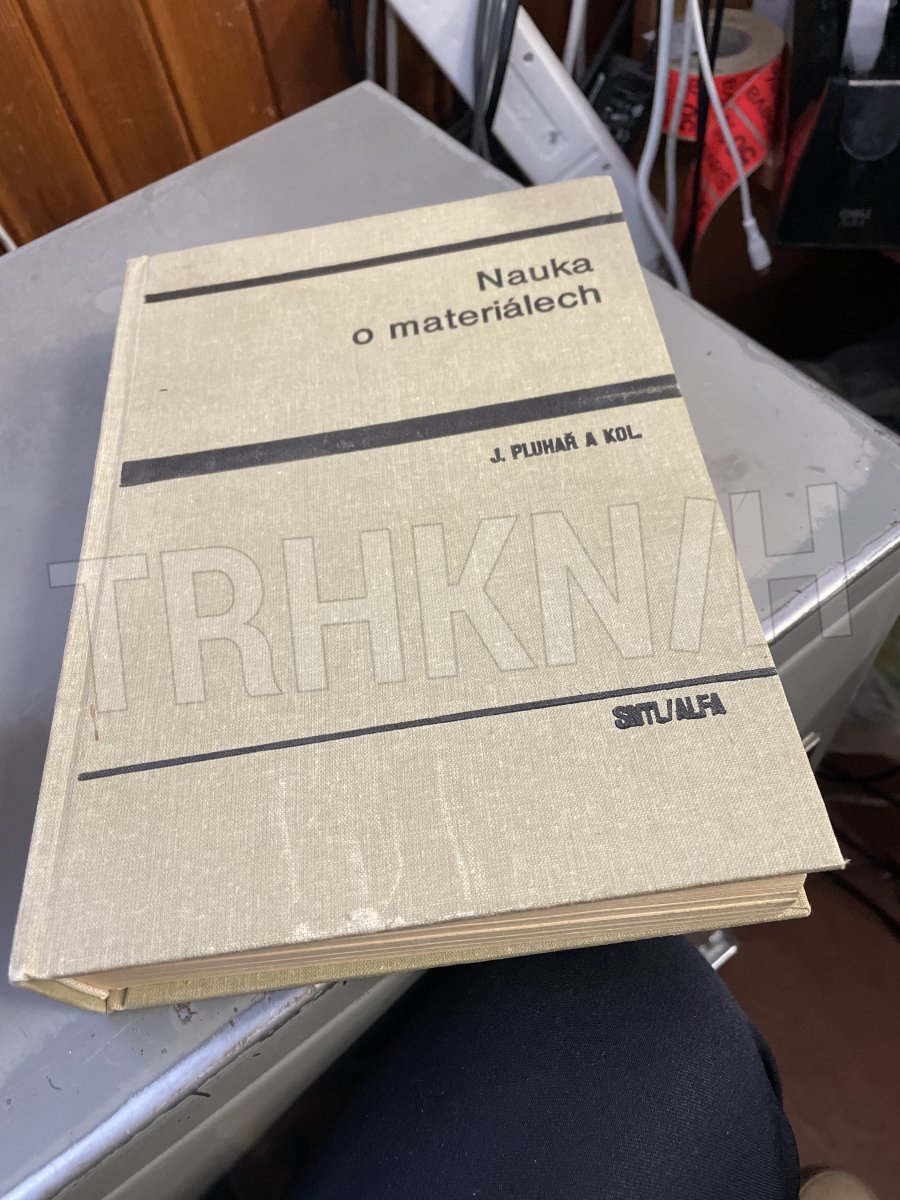 Nauka
o materiálech
J. PLUHAŘ A KOL.
TRHKNIH
SNTL/ALFA